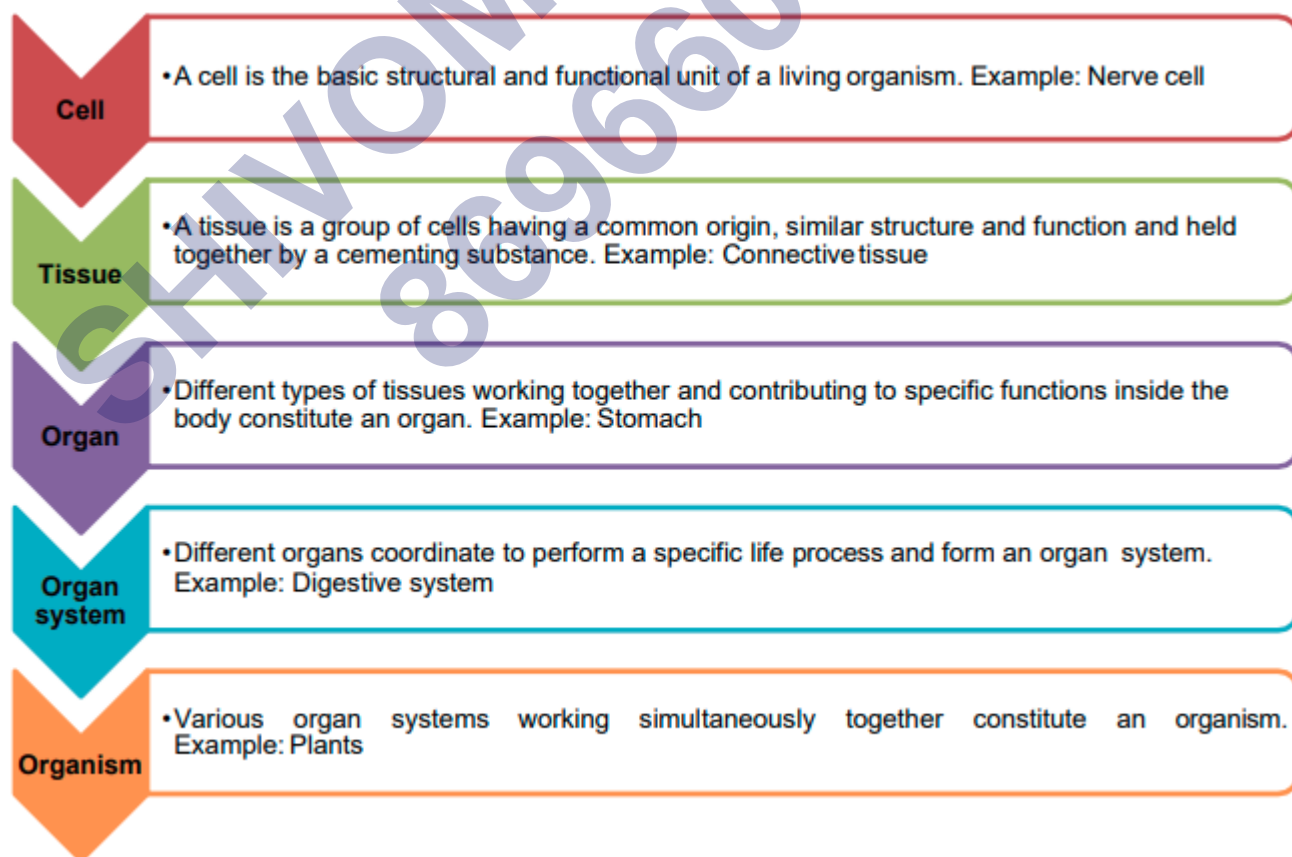 Cell
•A cell is the basic structural and functional unit of a living organism. Example: Nerve cell
Tissue
•A tissue is a group of cells having a common origin, similar structure and function and held
together by a cementing substance. Example: Connective tissue
Organ
•Different types of tissues working together and contributing to specific functions inside the
body constitute an organ. Example: Stomach
Organ
system
•Different organs coordinate to perform a specific life process and form an organ system.
Example: Digestive system
Organism
•Various organ systems working simultaneously together constitute an organism.
Example: Plants
SHIVOM
86966